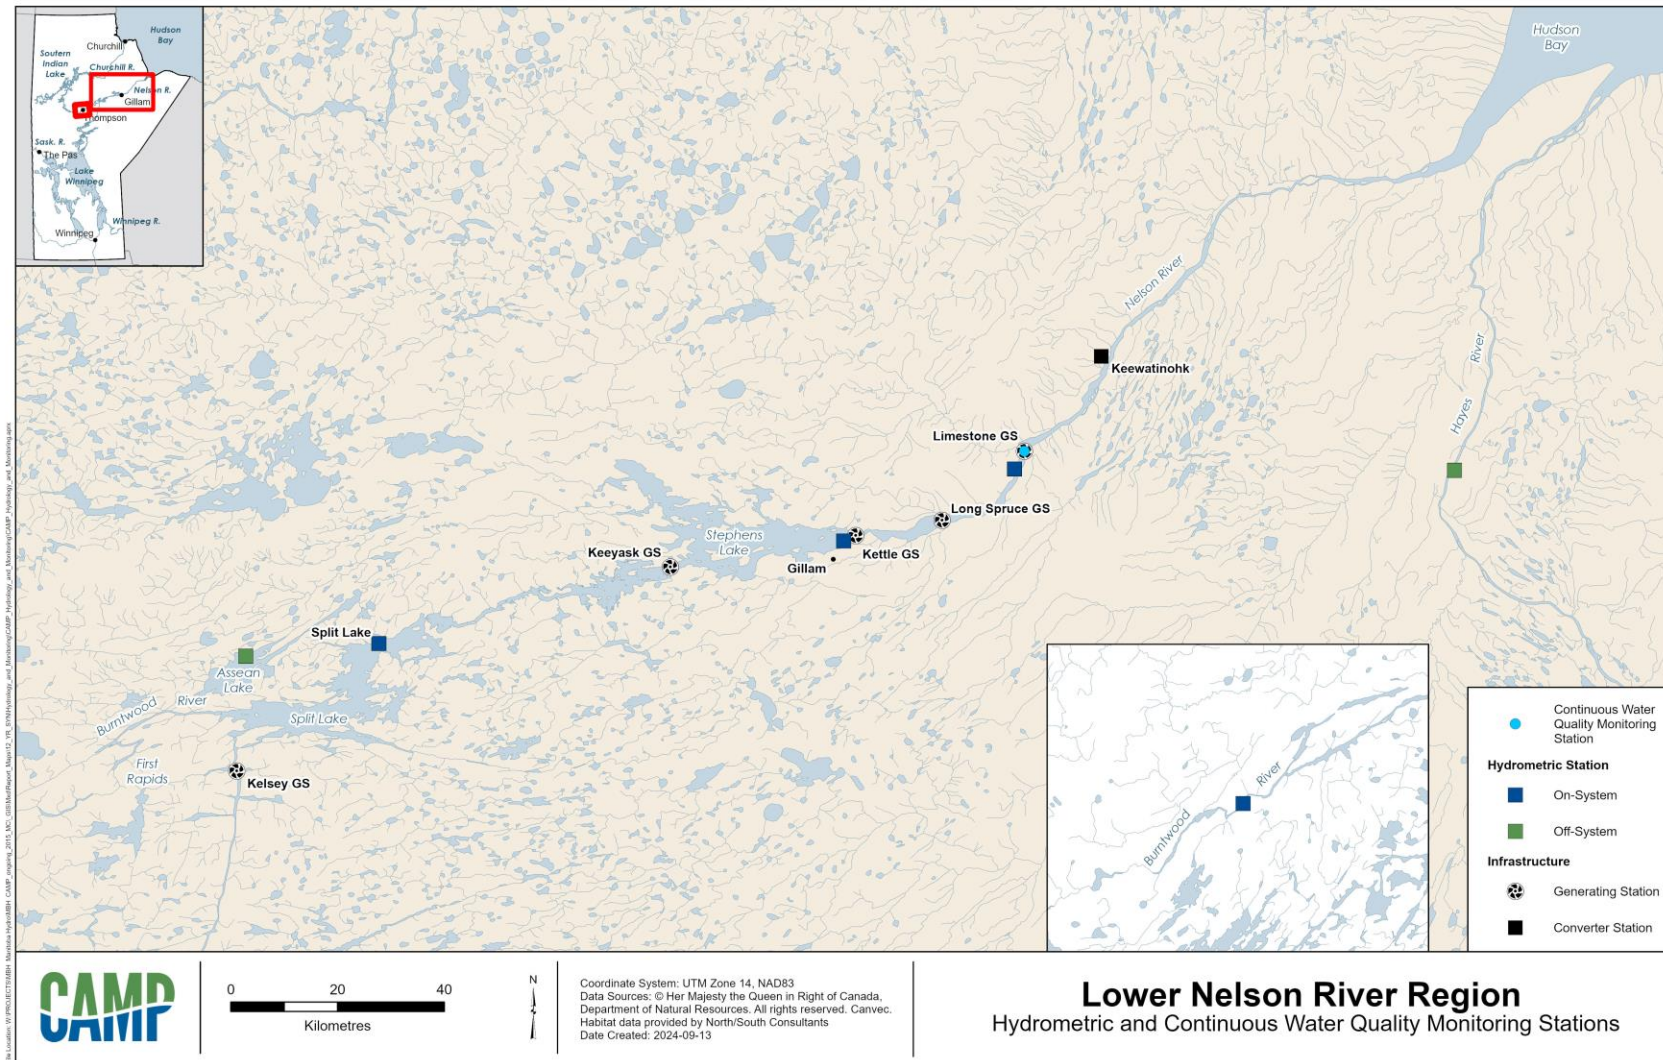 Hudson
Bay
Churchill
Soutern
Indian
Lake
Churchill R.
Nelson R.
Gillam
Thompson
Sask. R.
The Pas
Lake
Winnipeg
Winnipeg R.
Winnipeg
Hudson
Bay
Nelson River
Keewatinohk
Hayes
River
Limestone GS
Long Spruce GS
Stephens
Lake
Keeyask GS
Kettle GS
Gillam
Split Lake
Assean
Lake
Burntwood
River
Split Lake
First
Rapids
Kelsey GS
Burntwood
River
Continuous Water
Quality Monitoring
Station
Hydrometric Station
On-System
Off-System
Infrastructure
Generating Station
Converter Station
CAMP
0 20 40
Kilometres
N
Coordinate System: UTM Zone 14, NAD83
Data Sources: © Her Majesty the Queen in Right of Canada,
Department of Natural Resources. All rights reserved. Canvec.
Habitat data provided by North/South Consultants
Date Created: 2024-09-13
Lower Nelson River Region
Hydrometric and Continuous Water Quality Monitoring Stations